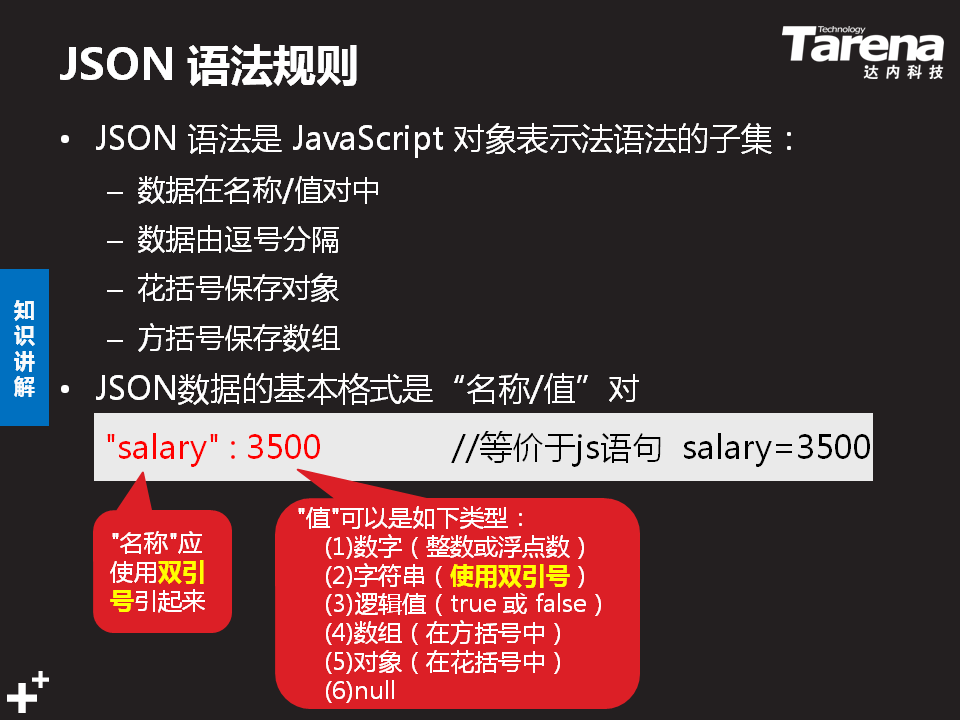 JSON 语法规则
Technology
Tarena
达内科技
• JSON 语法是 JavaScript 对象表示法语法的子集：
– 数据在名称/值对中
– 数据由逗号分隔
– 花括号保存对象
– 方括号保存数组
知识讲解
• JSON数据的基本格式是“名称/值”对
"salary" : 3500 //等价于js语句 salary=3500
"名称"应
使用双引
号引起来
"值"可以是如下类型：
(1)数字（整数或浮点数）
(2)字符串（使用双引号）
(3)逻辑值（true 或 false）
(4)数组（在方括号中）
(5)对象（在花括号中）
(6)null